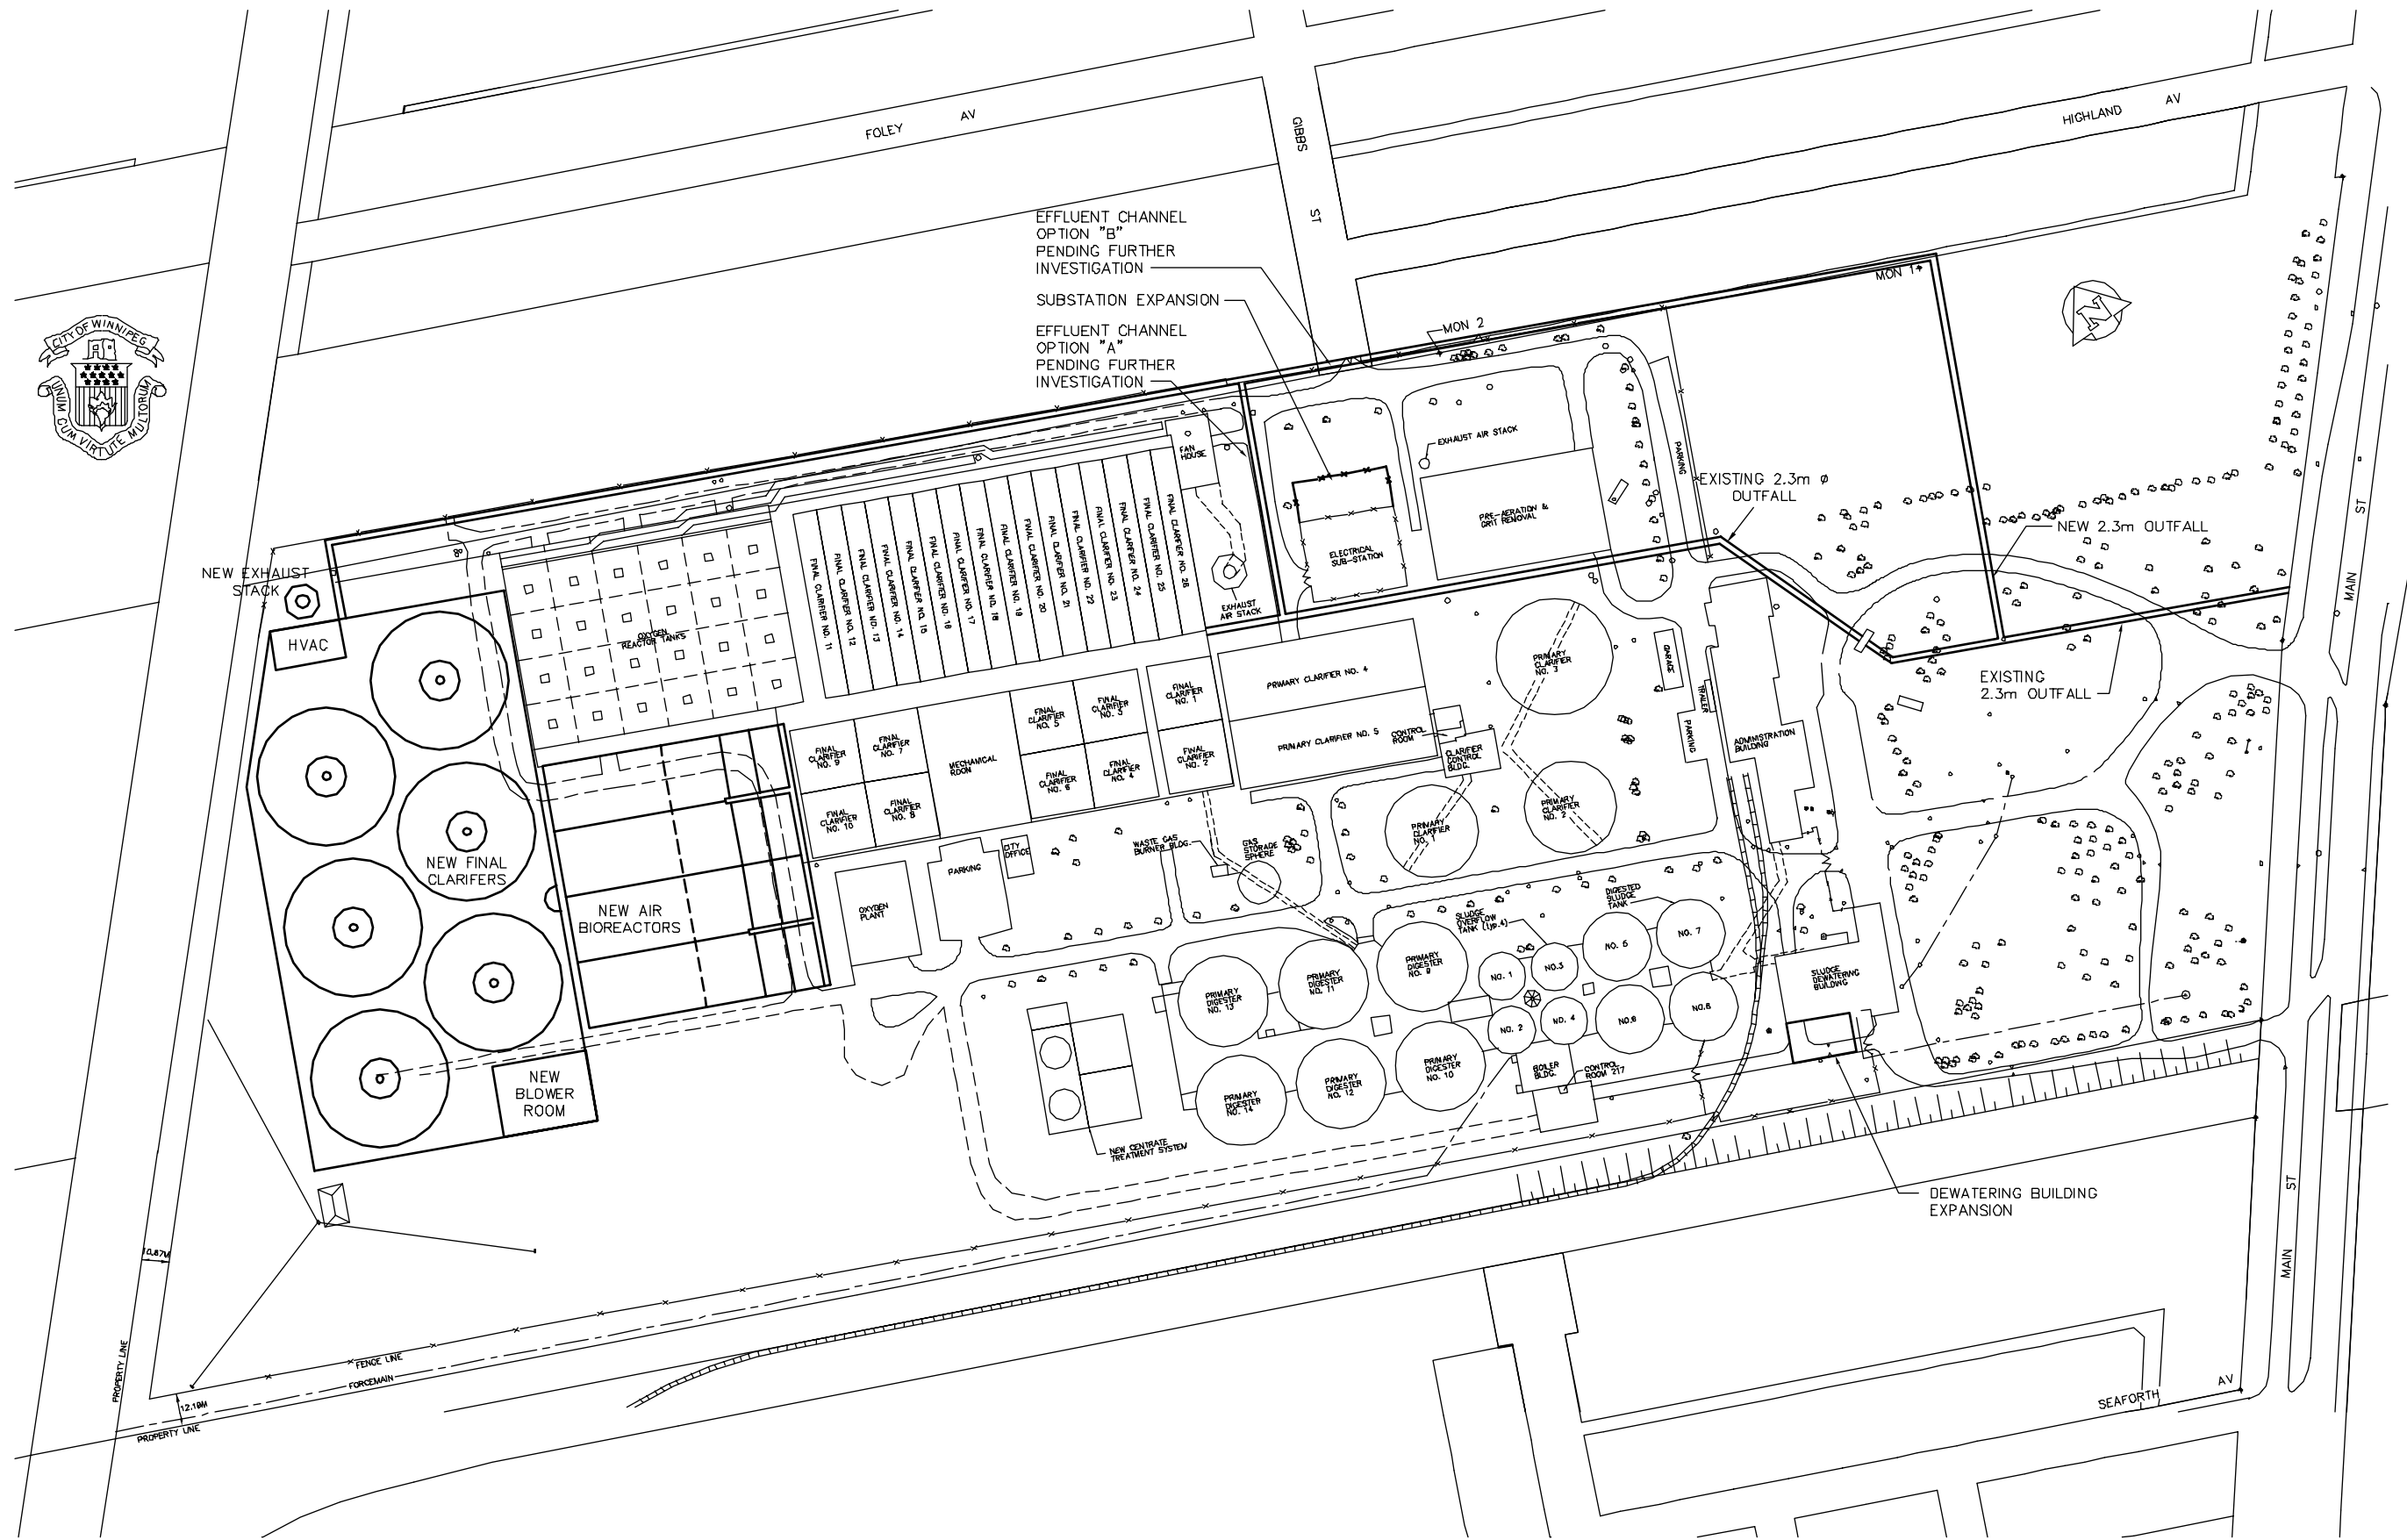 FOLEY AV
GIBBS
ST
HIGHLAND AV
CITY OF WINNIPEG
UNUM CUM VIRTUTE MULTORUM
EFFLUENT CHANNEL
OPTION "B"
PENDING FURTHER
INVESTIGATION
SUBSTATION EXPANSION
EFFLUENT CHANNEL
OPTION "A"
PENDING FURTHER
INVESTIGATION
MON 2
MON 1
N
FAN
HOUSE
EXHAUST AIR STACK
PARKING
EXISTING 2.3m ø
OUTFALL
PRE-AERATION &
GRIT REMOVAL
NEW 2.3m OUTFALL
MAIN ST
ELECTRICAL
SUB-STATION
EXHAUST
AIR STACK
NEW EXHAUST
STACK
HVAC
OXYGEN
REACTOR TANKS
FINAL CLARIFIER NO. 11
FINAL CLARIFIER NO. 12
FINAL CLARIFIER NO. 13
FINAL CLARIFIER NO. 14
FINAL CLARIFIER NO. 15
FINAL CLARIFIER NO. 16
FINAL CLARIFIER NO. 17
FINAL CLARIFIER NO. 18
FINAL CLARIFIER NO. 19
FINAL CLARIFIER NO. 20
FINAL CLARIFIER NO. 21
FINAL CLARIFIER NO. 22
FINAL CLARIFIER NO. 23
FINAL CLARIFIER NO. 24
FINAL CLARIFIER NO. 25
FINAL CLARIFIER NO. 26
PRIMARY CLARIFIER NO. 4
PRIMARY CLARIFIER NO. 5
CONTROL
ROOM
CLARIFIER
CONTROL
BLDG.
PRIMARY
CLARIFIER
NO. 3
GARAGE
TRAILER
PARKING
ADMINISTRATION
BUILDING
EXISTING
2.3m OUTFALL
FINAL
CLARIFIER
NO. 9
FINAL
CLARIFIER
NO. 7
MECHANICAL
ROOM
FINAL
CLARIFIER
NO. 5
FINAL
CLARIFIER
NO. 3
FINAL
CLARIFIER
NO. 1
FINAL
CLARIFIER
NO. 10
FINAL
CLARIFIER
NO. 8
FINAL
CLARIFIER
NO. 6
FINAL
CLARIFIER
NO. 4
FINAL
CLARIFIER
NO. 2
PRIMARY
CLARIFIER
NO. 1
PRIMARY
CLARIFIER
NO. 2
NEW FINAL
CLARIFERS
NEW AIR
BIOREACTORS
OXYGEN
PLANT
PARKING
CITY
OFFICE
WASTE GAS
BURNER BLDG.
GAS
STORAGE
SPHERE
SLUDGE
OVERFLOW
TANK (typ.4)
DIGESTED
SLUDGE
TANK
PRIMARY
DIGESTER
NO. 13
PRIMARY
DIGESTER
NO. 11
PRIMARY
DIGESTER
NO. 9
NO. 1
NO.3
NO. 5
NO. 7
NO. 2
NO. 4
NO.6
NO.8
PRIMARY
DIGESTER
NO. 14
PRIMARY
DIGESTER
NO. 12
PRIMARY
DIGESTER
NO. 10
BOILER
BLDG.
CONTROL
ROOM 217
SLUDGE
DEWATERING
BUILDING
NEW
BLOWER
ROOM
NEW CENTRATE
TREATMENT SYSTEM
DEWATERING BUILDING
EXPANSION
MAIN ST
SEAFORTH AV
10.67M
PROPERTY LINE
FENCE LINE
FORCEMAIN
12.19M
PROPERTY LINE